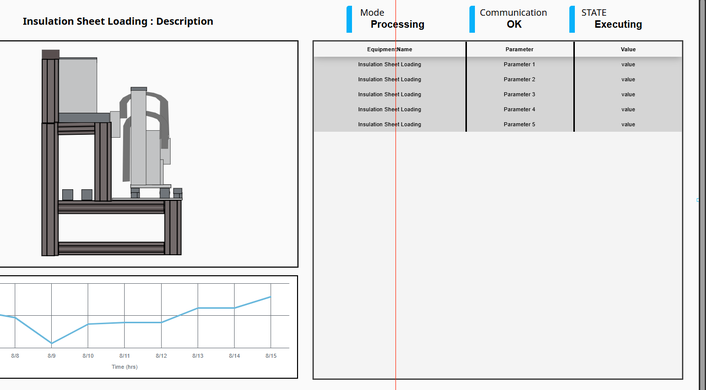 Insulation Sheet Loading : Description
Mode
Processing
Communication
OK
STATE
Executing
Equipment Name Parameter Value
Insulation Sheet Loading Parameter 1 value
Insulation Sheet Loading Parameter 2 value
Insulation Sheet Loading Parameter 3 value
Insulation Sheet Loading Parameter 4 value
Insulation Sheet Loading Parameter 5 value
8/8 8/9 8/10 8/11 8/12 8/13 8/14 8/15
Time (hrs)